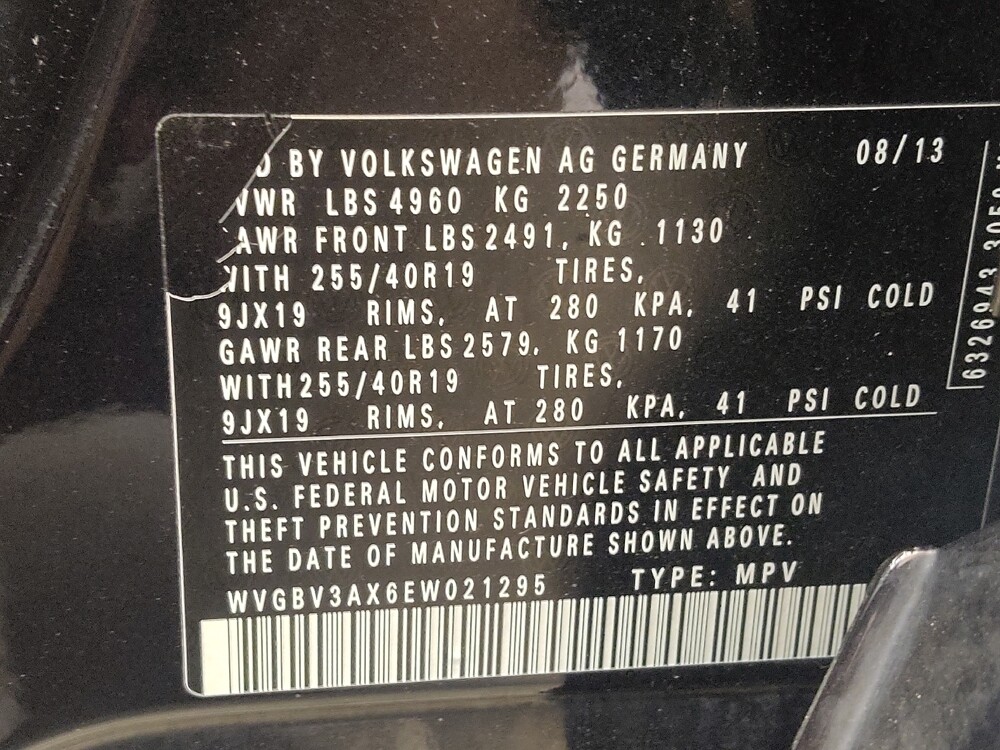 BY VOLKSWAGEN AG GERMANY 08/13
VWR LBS 4960 KG 2250
AWR FRONT LBS 2491, KG . 1130
WITH 255/40R19 TIRES,
9JX19 RIMS, AT 280 KPA, 41 PSI COLD
GAWR REAR LBS 2579, KG 1170
WITH 255/40R19 TIRES,
9JX19 RIMS, AT 280 KPA, 41 PSI COLD
THIS VEHICLE CONFORMS TO ALL APPLICABLE
U.S. FEDERAL MOTOR VEHICLE SAFETY AND
THEFT PREVENTION STANDARDS IN EFFECT ON
THE DATE OF MANUFACTURE SHOWN ABOVE.
WVGBV3AX6EW021295 TYPE: MPV
6326943